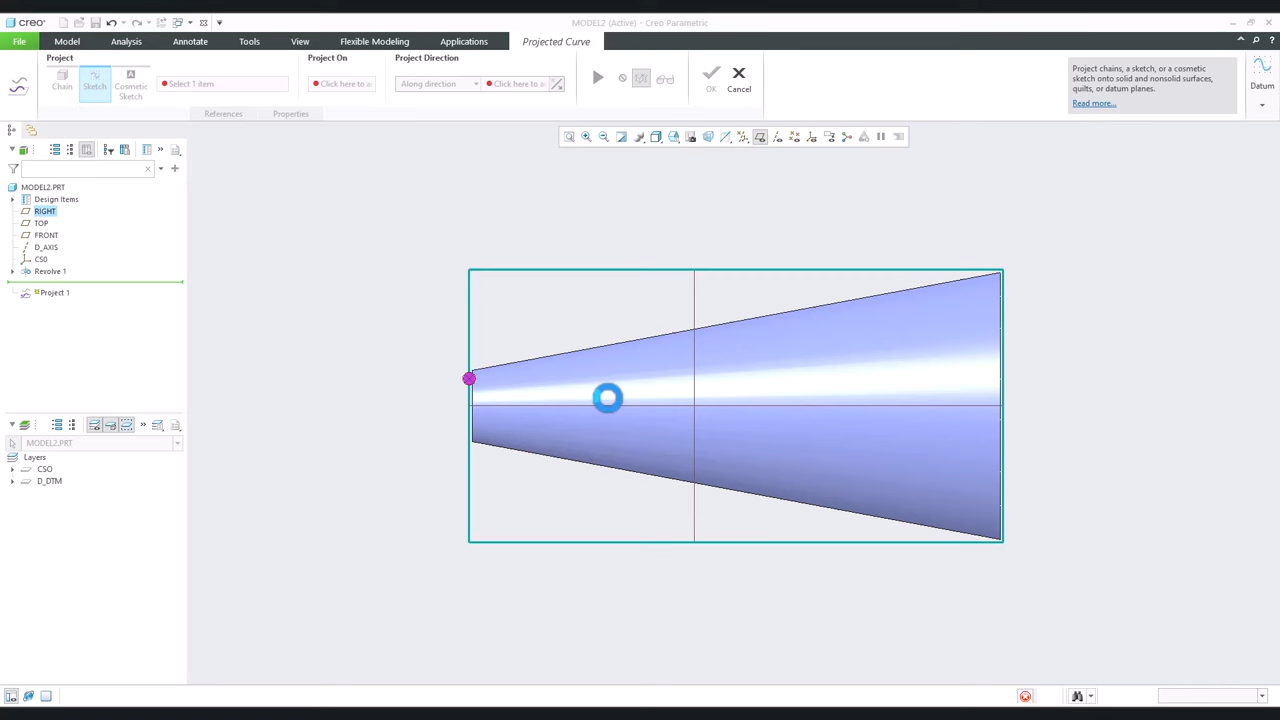 creo
MODEL2 (Active) - Creo Parametric
File
Model
Analysis
Annotate
Tools
View
Flexible Modeling
Applications
Projected Curve
Project
Project On
Project Direction
Chain
Sketch
Cosmetic
Sketch
Select 1 item
Click here to a
Along direction
Click here to a
OK
Cancel
References
Properties
Project chains, a sketch, or a cosmetic
sketch onto solid and nonsolid surfaces,
quilts, or datum planes.
Read more...
Datum
MODEL2.PRT
Design Items
RIGHT
TOP
FRONT
D_AXIS
CS0
Revolve 1
Project 1
MODEL2.PRT
Layers
CSO
D_DTM